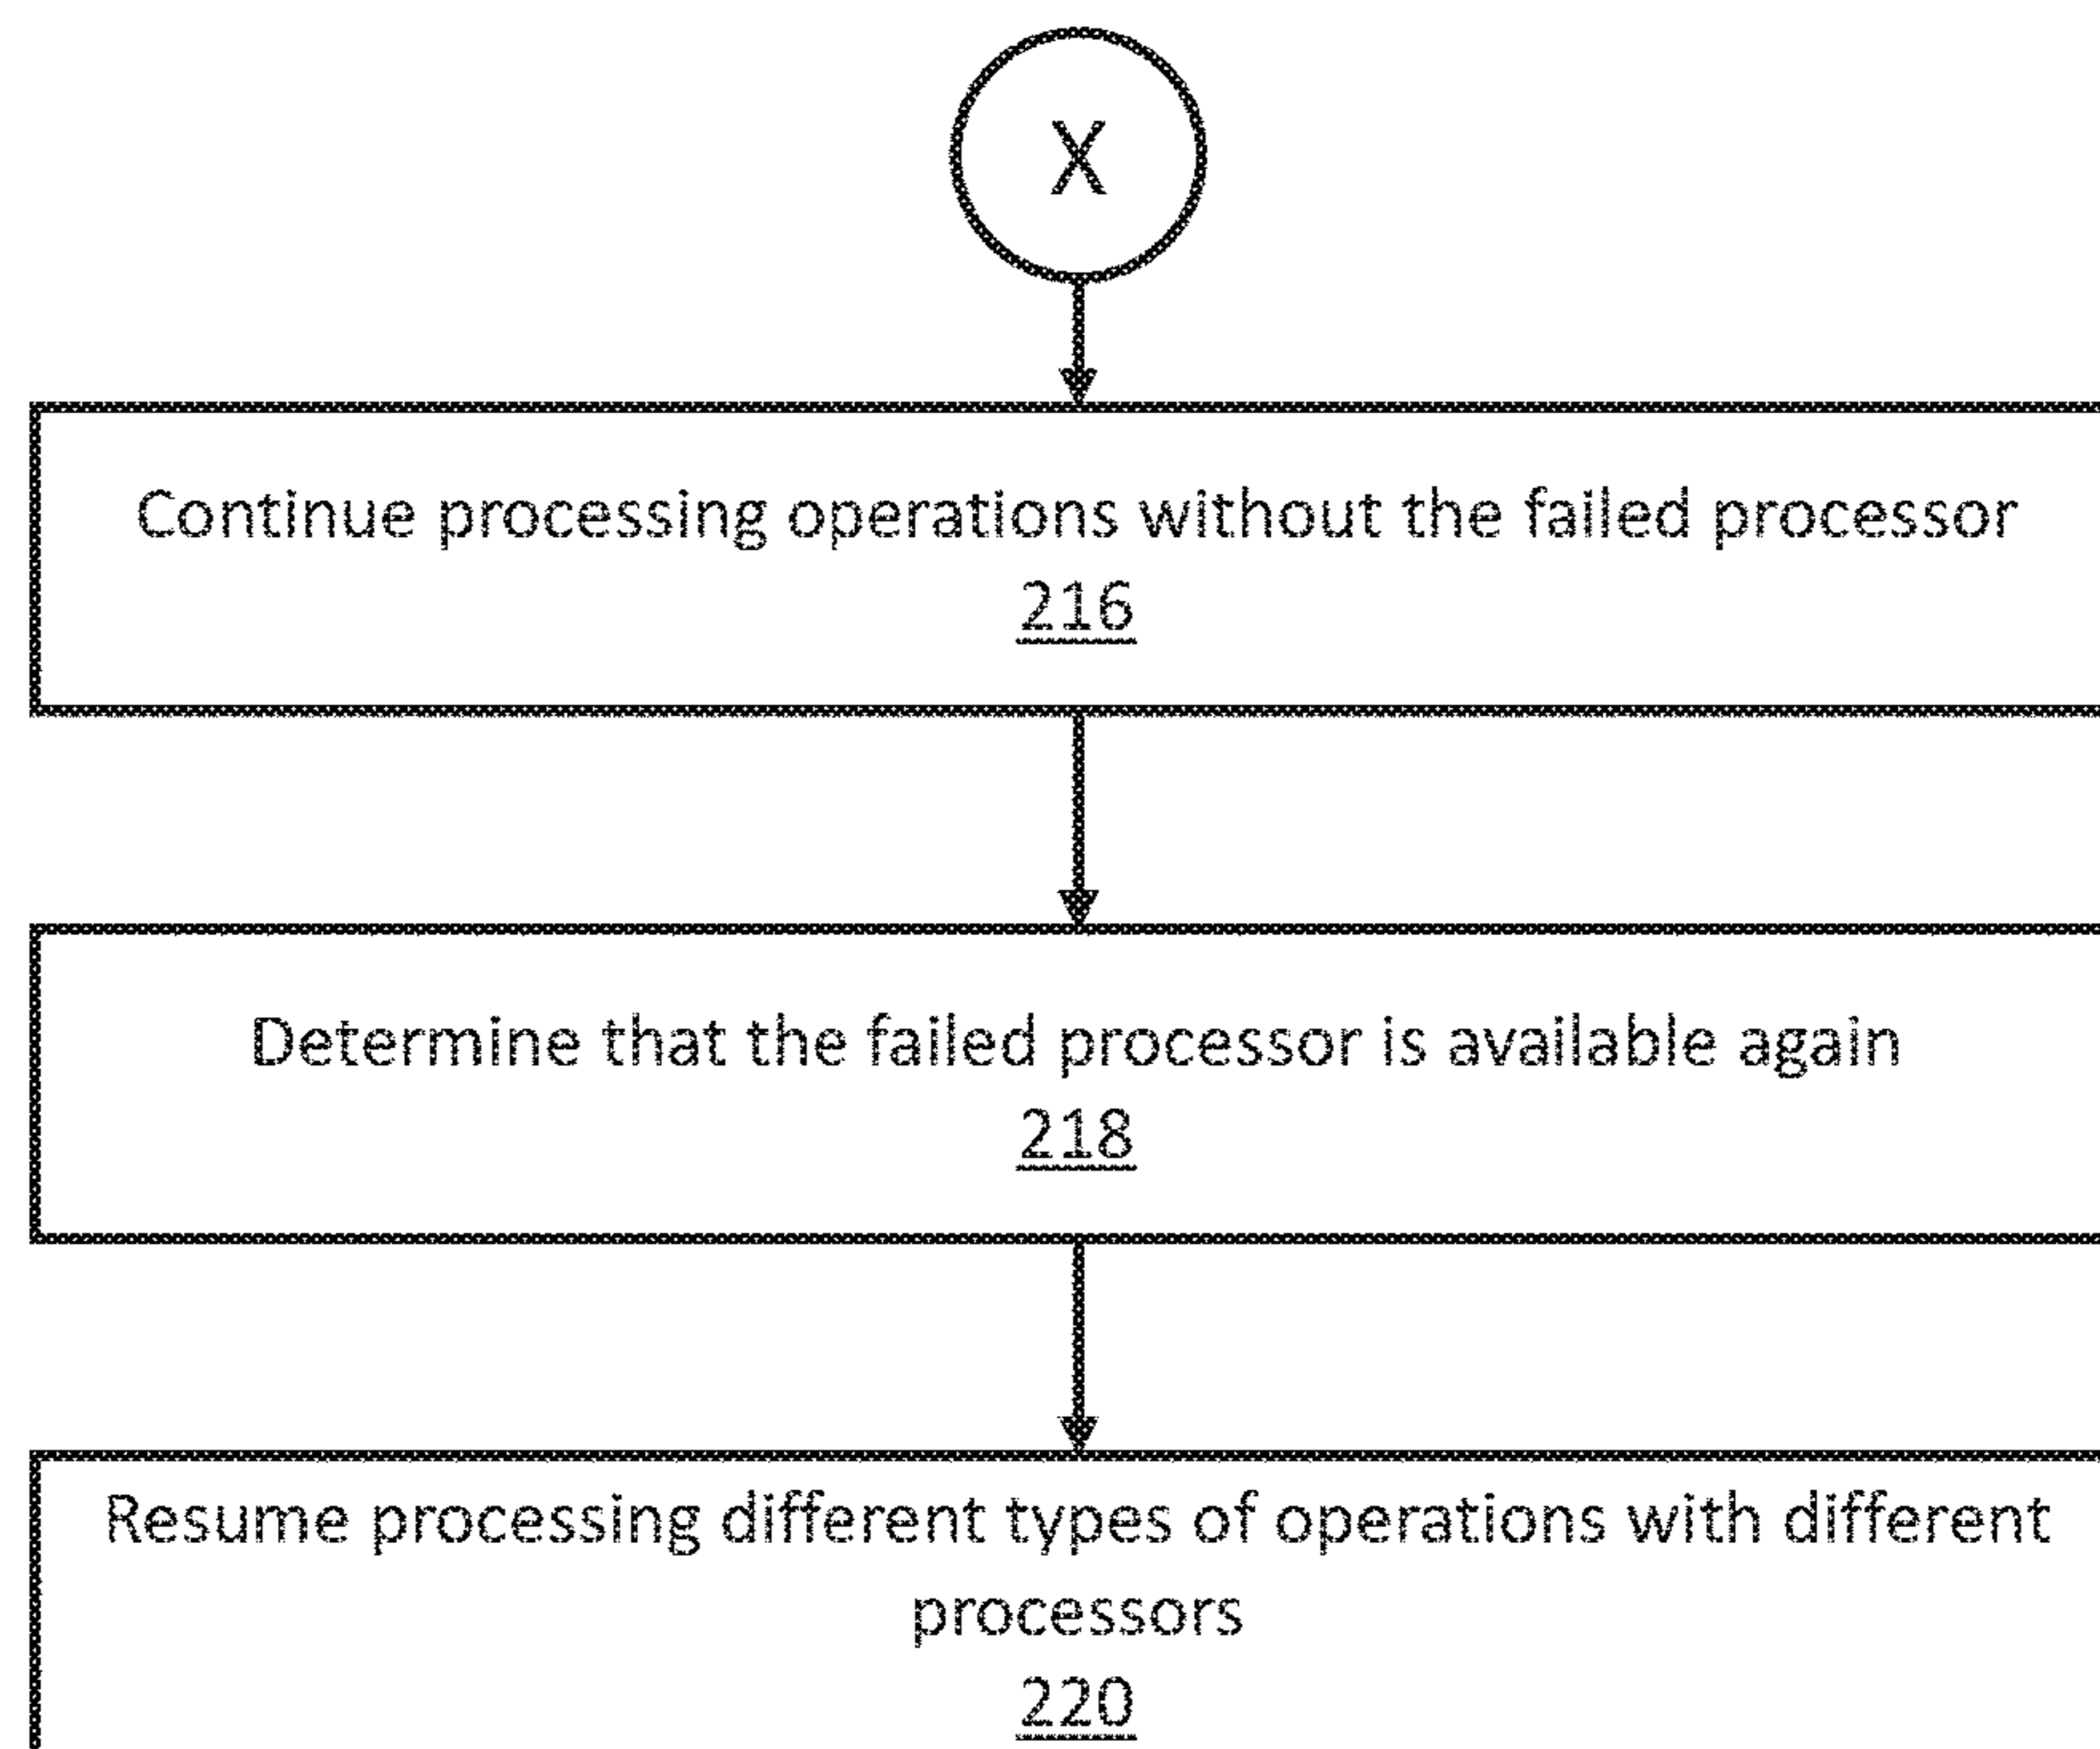 X
Continue processing operations without the failed processor
216
Determine that the failed processor is available again
218
Resume processing different types of operations with different
processors
220